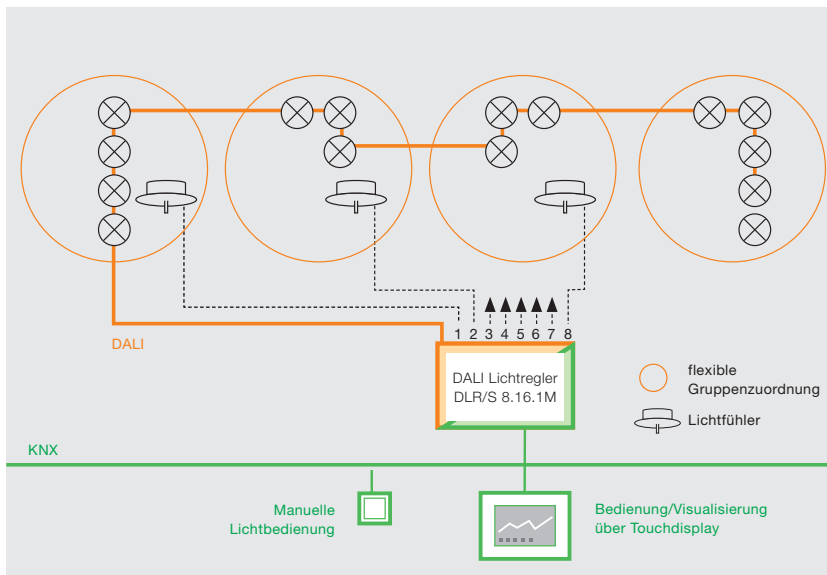 1 2 3 4 5 6 7 8
DALI
DALI Lichtregler
DLR/S 8.16.1M
flexible
Gruppenzuordnung
Lichtfühler
KNX
Manuelle
Lichtbedienung
Bedienung/Visualisierung
über Touchdisplay